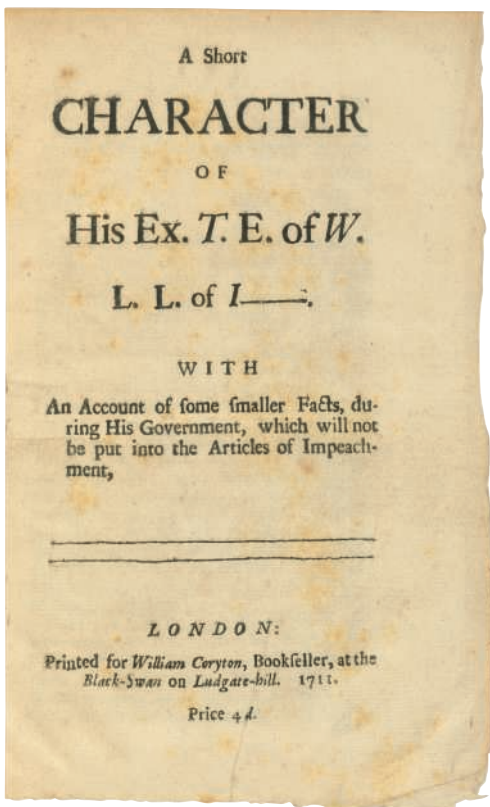 A Short
CHARACTER
OF
His Ex. T. E. of W.
L. L. of I———.
WITH
An Account of ſome ſmaller Facts, du-
ring His Government, which will not
be put into the Articles of Impeach-
ment,
LONDON:
Printed for William Coryton, Bookſeller, at the
Black-Swan on Ludgate-hill. 1711.
Price 4 d.